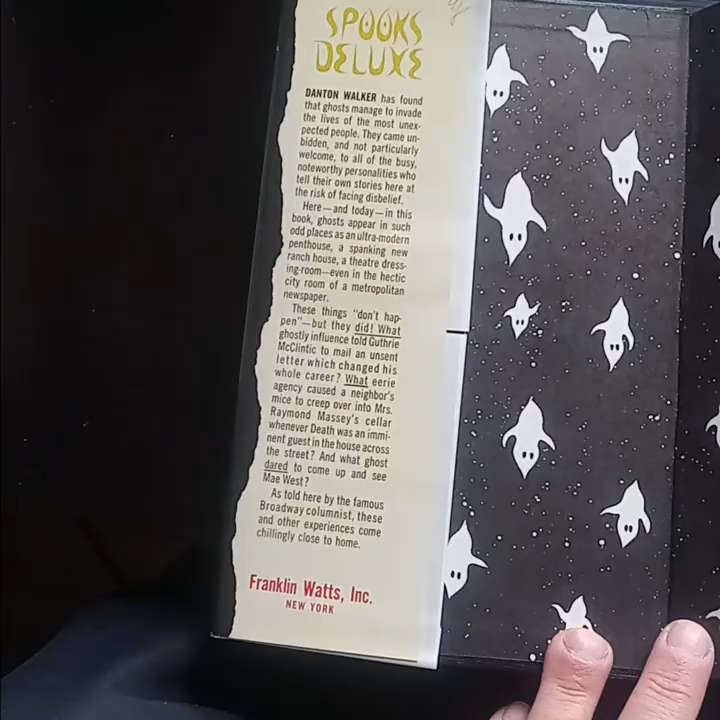 SPOOKS
DELUXE
DANTON WALKER has found
that ghosts manage to invade
the lives of the most unex-
pected people. They came un-
bidden, and not particularly
welcome, to all of the busy,
noteworthy personalities who
tell their own stories here at
the risk of facing disbelief.
Here—and today—in this
book, ghosts appear in such
odd places as an ultra-modern
penthouse, a spanking new
ranch house, a theatre dress-
ing-room—even in the hectic
city room of a metropolitan
newspaper.
These things "don't hap-
pen"—but they did! What
ghostly influence told Guthrie
McClintic to mail an unsent
letter which changed his
whole career? What eerie
agency caused a neighbor's
mice to creep over into Mrs.
Raymond Massey's cellar
whenever Death was an immi-
nent guest in the house across
the street? And what ghost
dared to come up and see
Mae West?
As told here by the famous
Broadway columnist, these
and other experiences come
chillingly close to home.
Franklin Watts, Inc.
NEW YORK